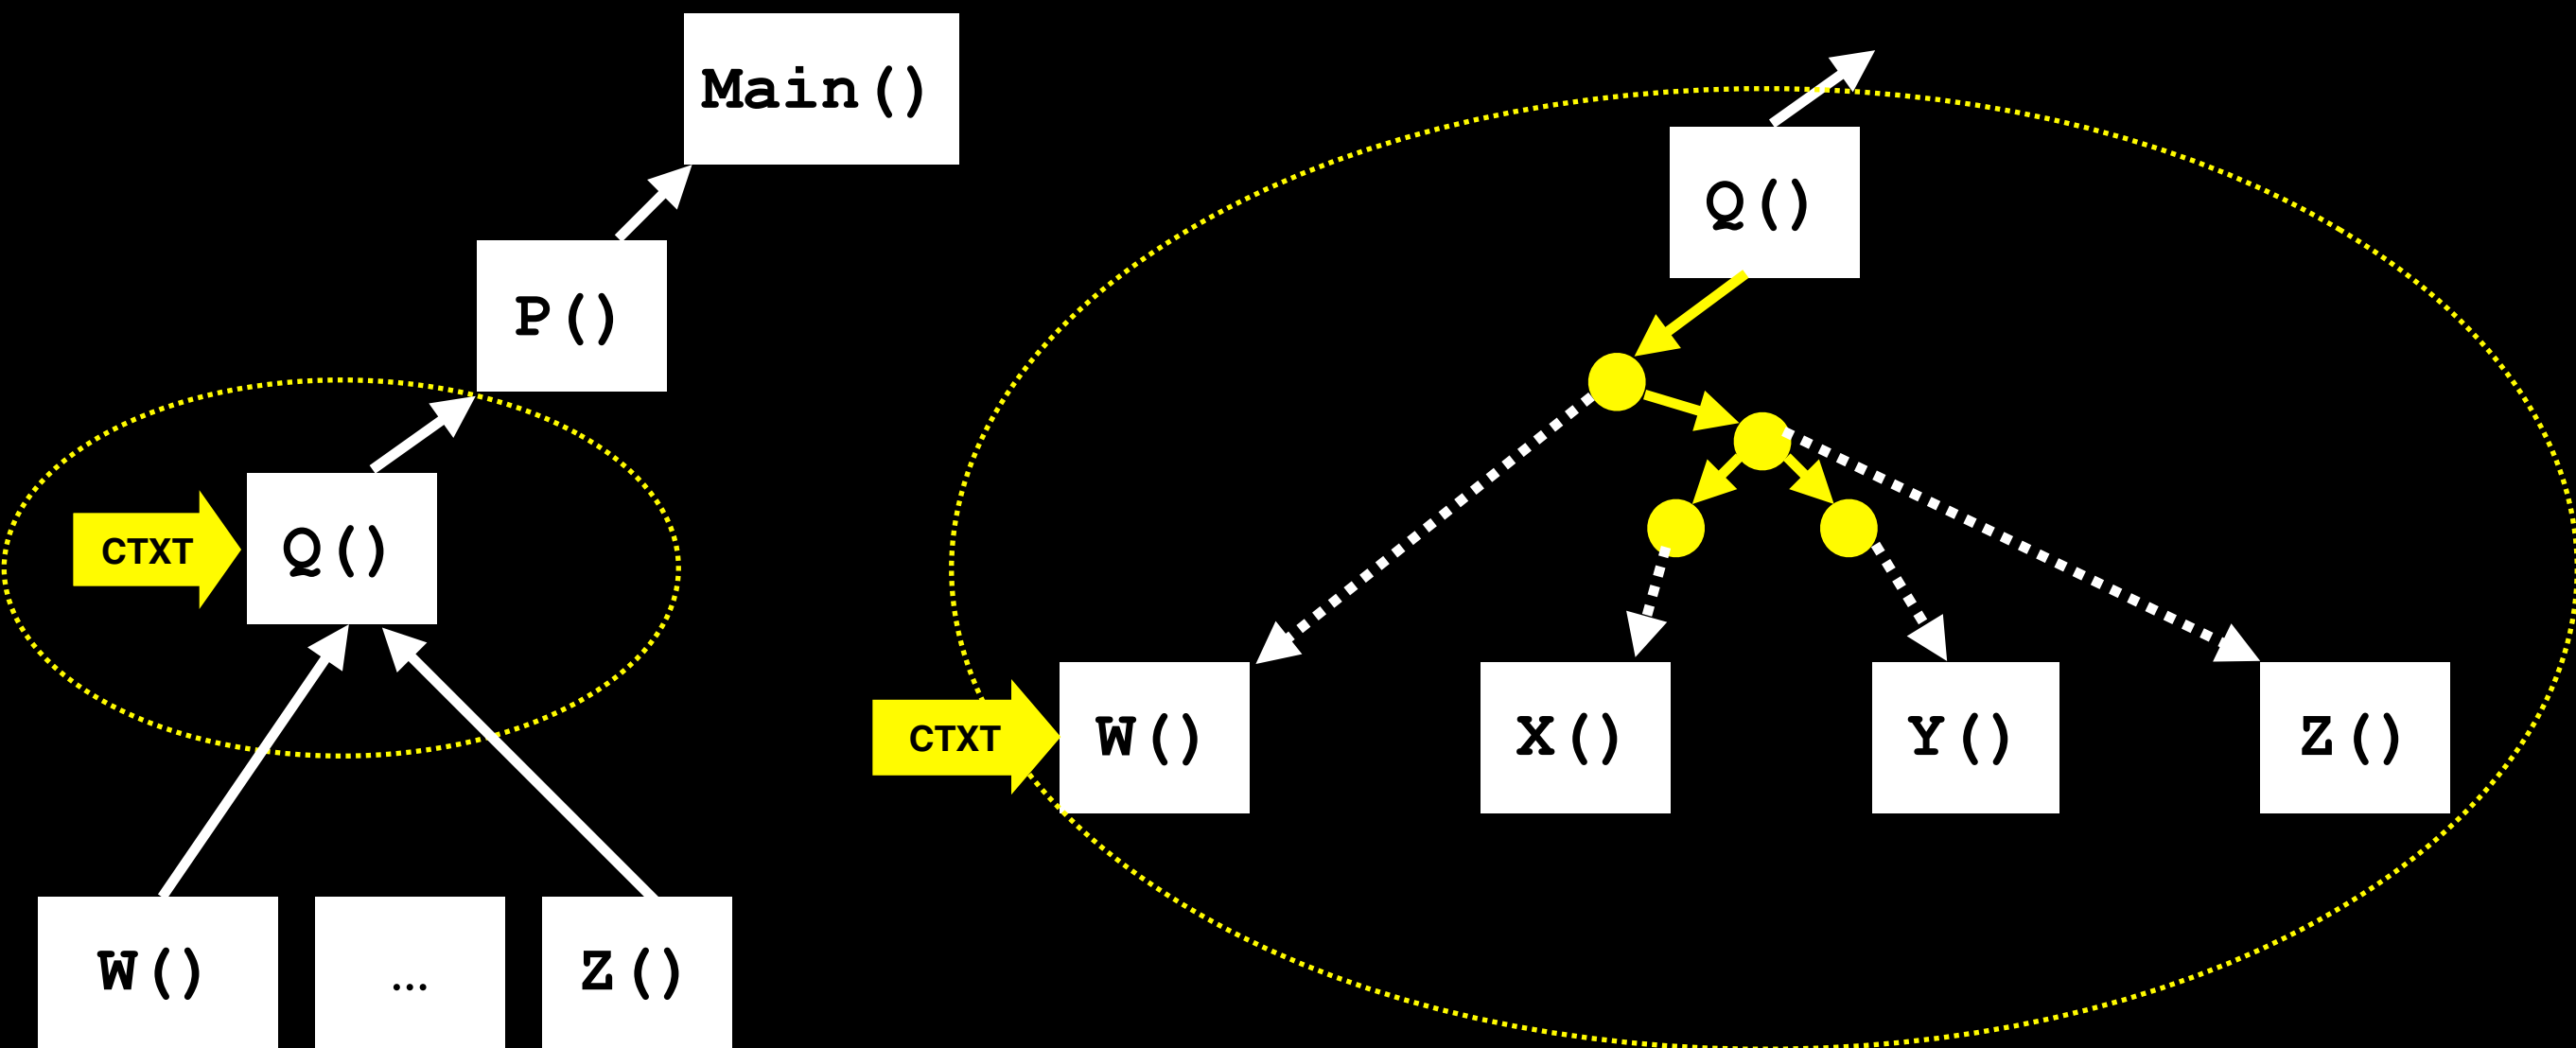 Main()
P()
CTXT
Q()
W()
...
Z()
Q()
CTXT
W()
X()
Y()
Z()